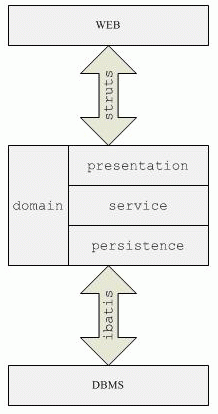 WEB
struts
presentation
domain
service
persistence
ibatis
DBMS